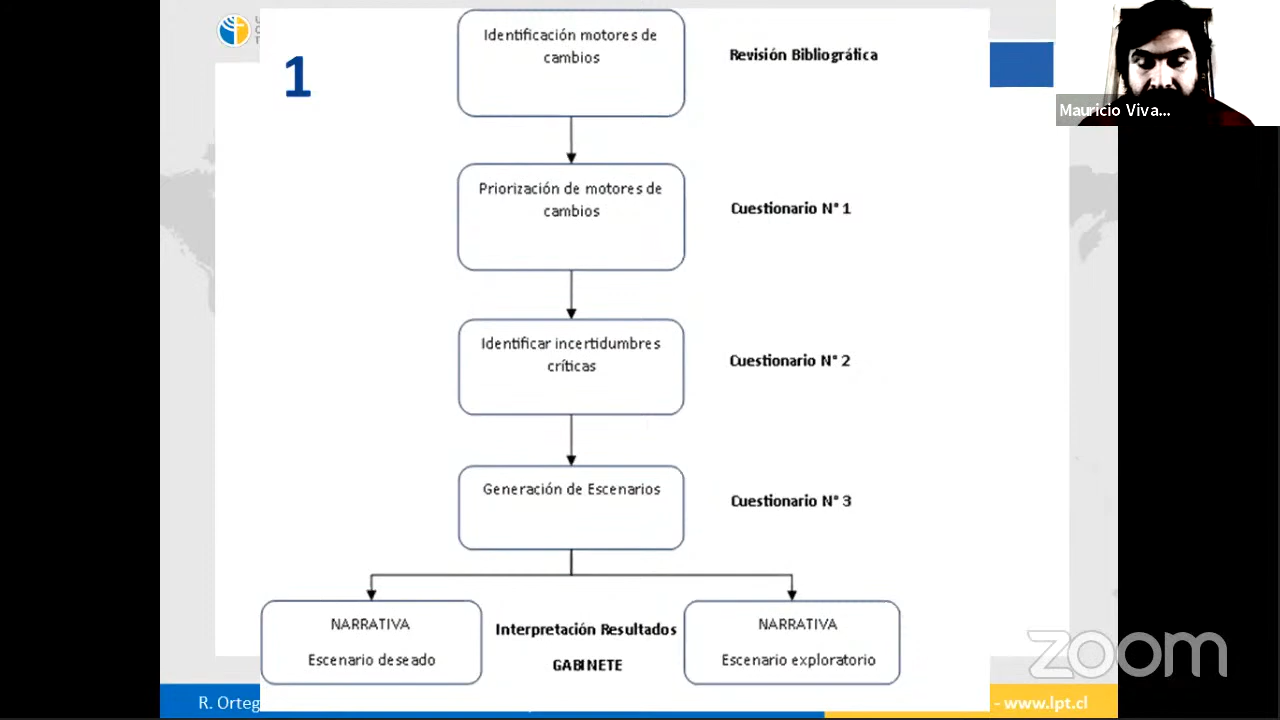 1
Identificación motores de
cambios
Revisión Bibliogrática
Priorización de motores de
cambios
Cuestionario N° 1
Identificar incertidumbres
críticas
Cuestionario N° 2
Generación de Escenarios
Cuestionario N° 3
NARRATIVA
Escenario deseado
Interpretación Resultados
GABINETE
NARRATIVA
Escenario exploratorio
R. Orteg
- www.lpt.cl
Mauricio Viva...
zoom